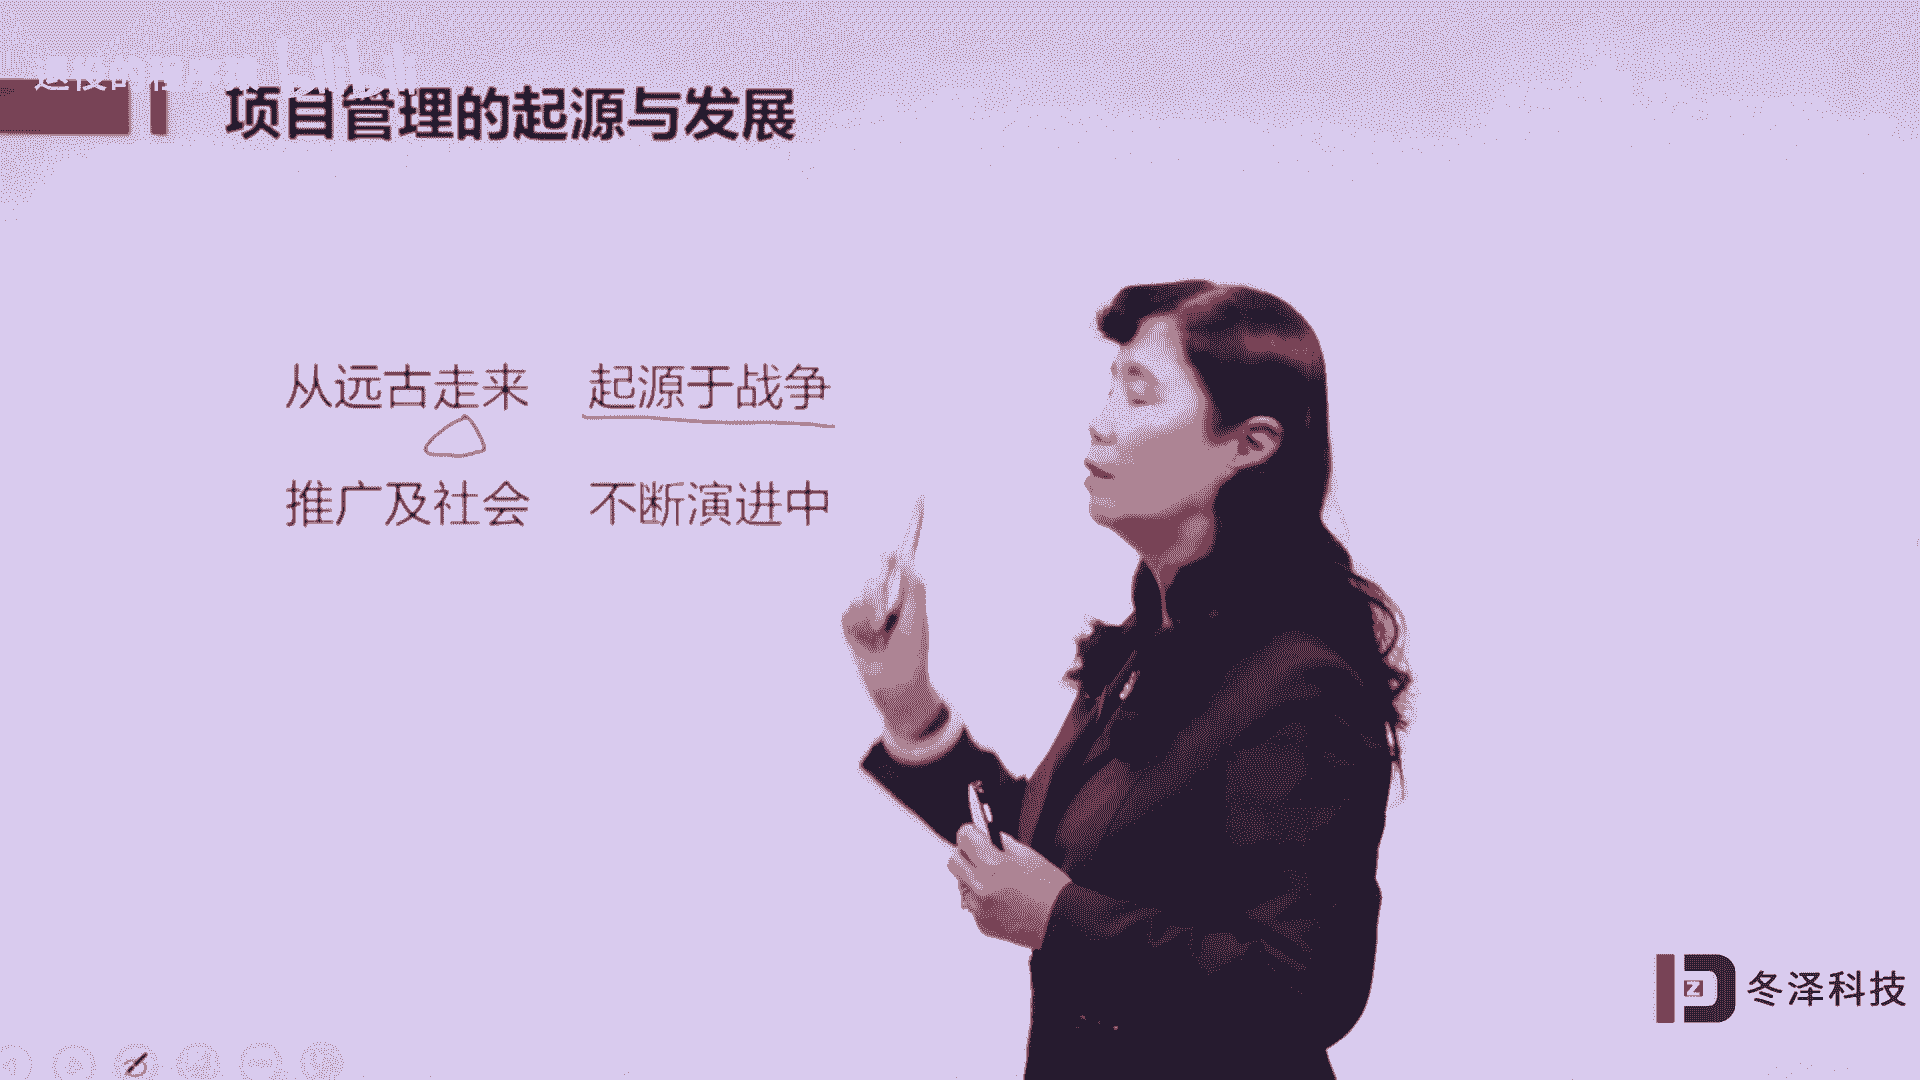 项目管理的起源与发展
从远古走来 起源于战争
推广及社会 不断演进中
冬泽科技